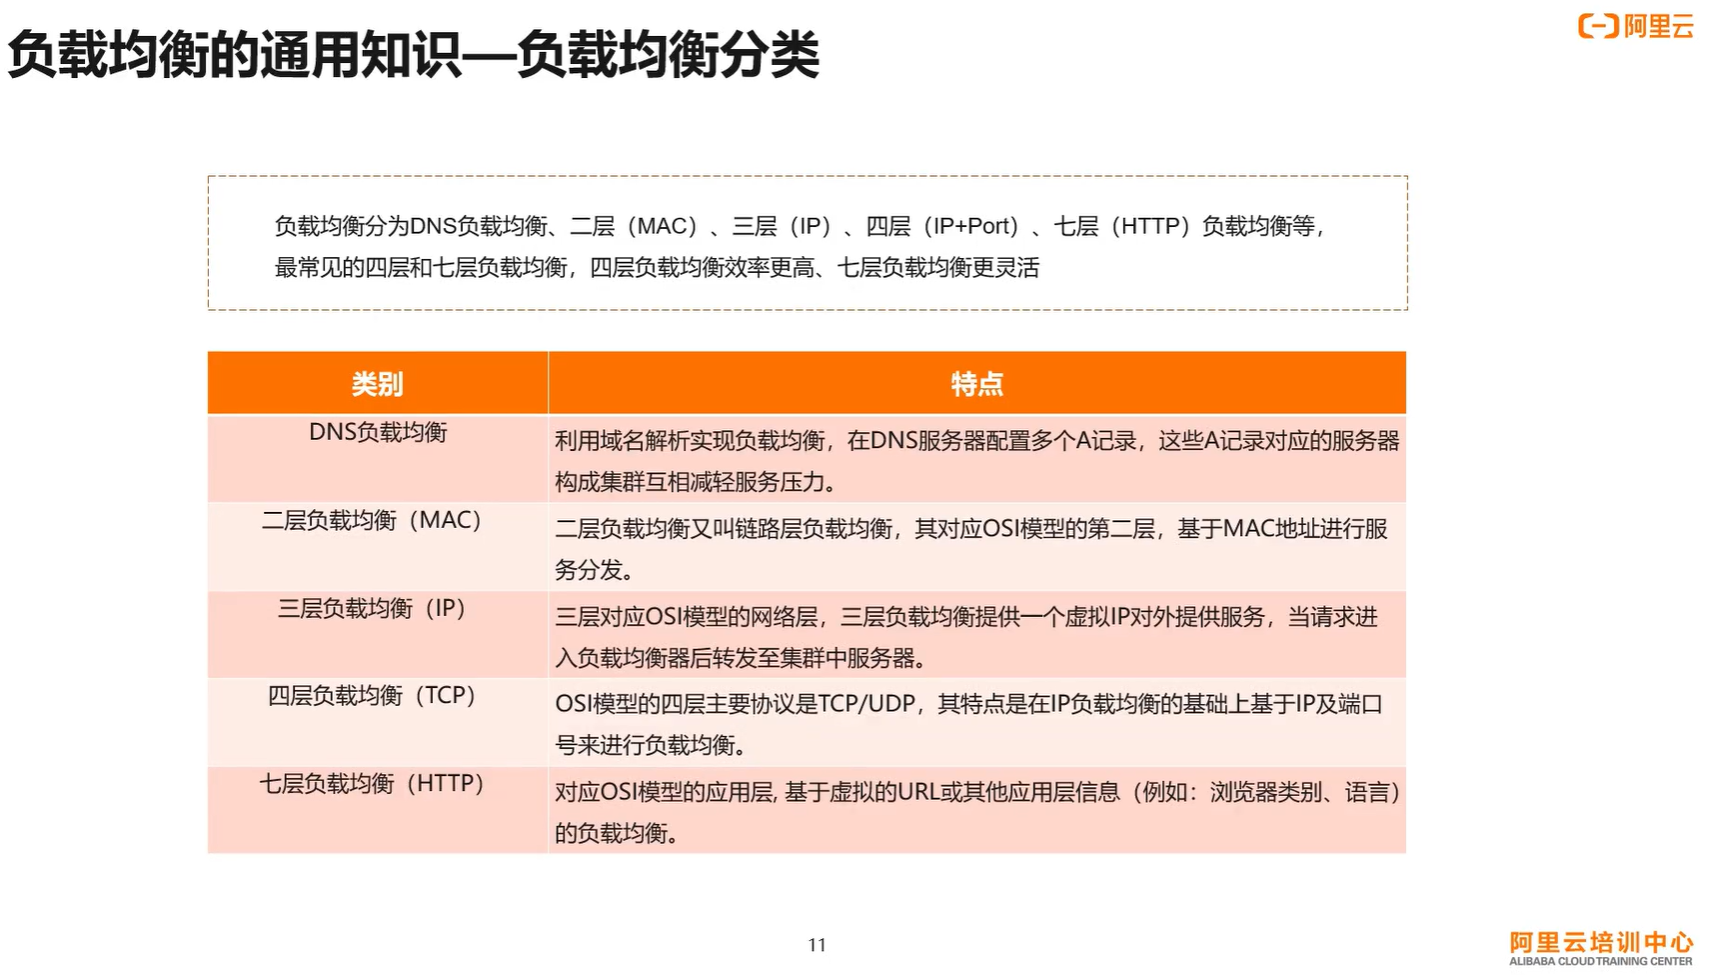 阿里云
负载均衡的通用知识—负载均衡分类
负载均衡分为DNS负载均衡、二层（MAC）、三层（IP）、四层（IP+Port）、七层（HTTP）负载均衡等，
最常见的四层和七层负载均衡，四层负载均衡效率更高、七层负载均衡更灵活
类别
特点
DNS负载均衡
利用域名解析实现负载均衡，在DNS服务器配置多个A记录，这些A记录对应的服务器
构成集群互相减轻服务压力。
二层负载均衡（MAC）
二层负载均衡又叫链路层负载均衡，其对应OSI模型的第二层，基于MAC地址进行服
务分发。
三层负载均衡（IP）
三层对应OSI模型的网络层，三层负载均衡提供一个虚拟IP对外提供服务，当请求进
入负载均衡器后转发至集群中服务器。
四层负载均衡（TCP）
OSI模型的四层主要协议是TCP/UDP，其特点是在IP负载均衡的基础上基于IP及端口
号来进行负载均衡。
七层负载均衡（HTTP）
对应OSI模型的应用层, 基于虚拟的URL或其他应用层信息（例如：浏览器类别、语言）
的负载均衡。
11
阿里云培训中心
ALIBABA CLOUD TRAINING CENTER